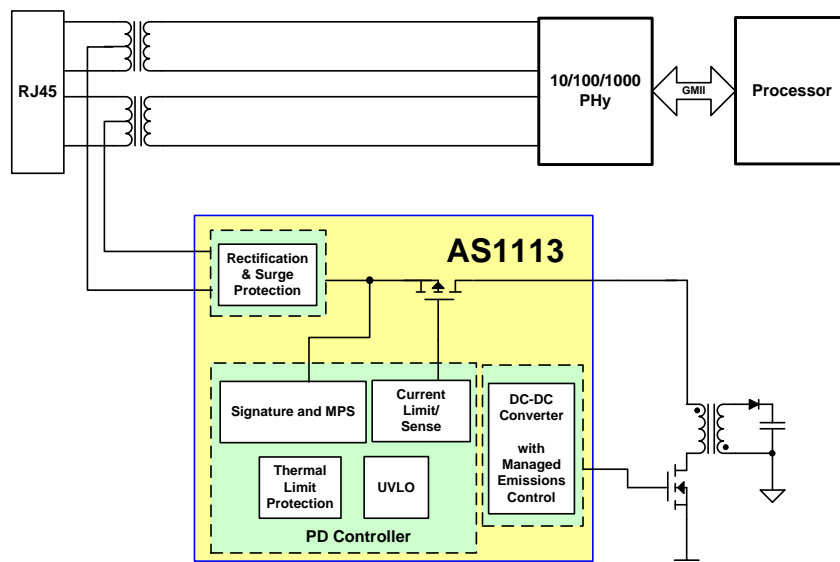 RJ45
10/100/1000
PHy
GMII
Processor
AS1113
Rectification
& Surge
Protection
Signature and MPS
Current
Limit/
Sense
DC-DC
Converter
with
Managed
Emissions
Control
Thermal
Limit
Protection
UVLO
PD Controller